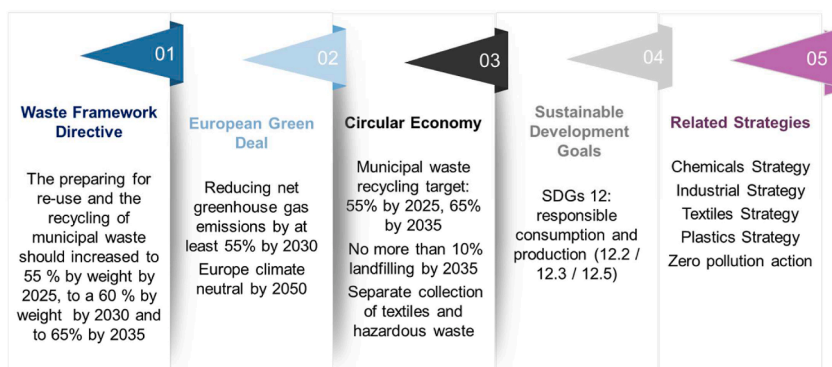 01
Waste Framework
Directive
The preparing for
re-use and the
recycling of
municipal waste
should increased to
55 % by weight by
2025, to a 60 % by
weight by 2030 and
to 65% by 2035
02
European Green
Deal
Reducing net
greenhouse gas
emissions by at
least 55% by 2030
Europe climate
neutral by 2050
03
Circular Economy
Municipal waste
recycling target:
55% by 2025, 65%
by 2035
No more than 10%
landfilling by 2035
Separate collection
of textiles and
hazardous waste
04
Sustainable
Development
Goals
SDGs 12:
responsible
consumption and
production (12.2 /
12.3 / 12.5)
05
Related Strategies
Chemicals Strategy
Industrial Strategy
Textiles Strategy
Plastics Strategy
Zero pollution action